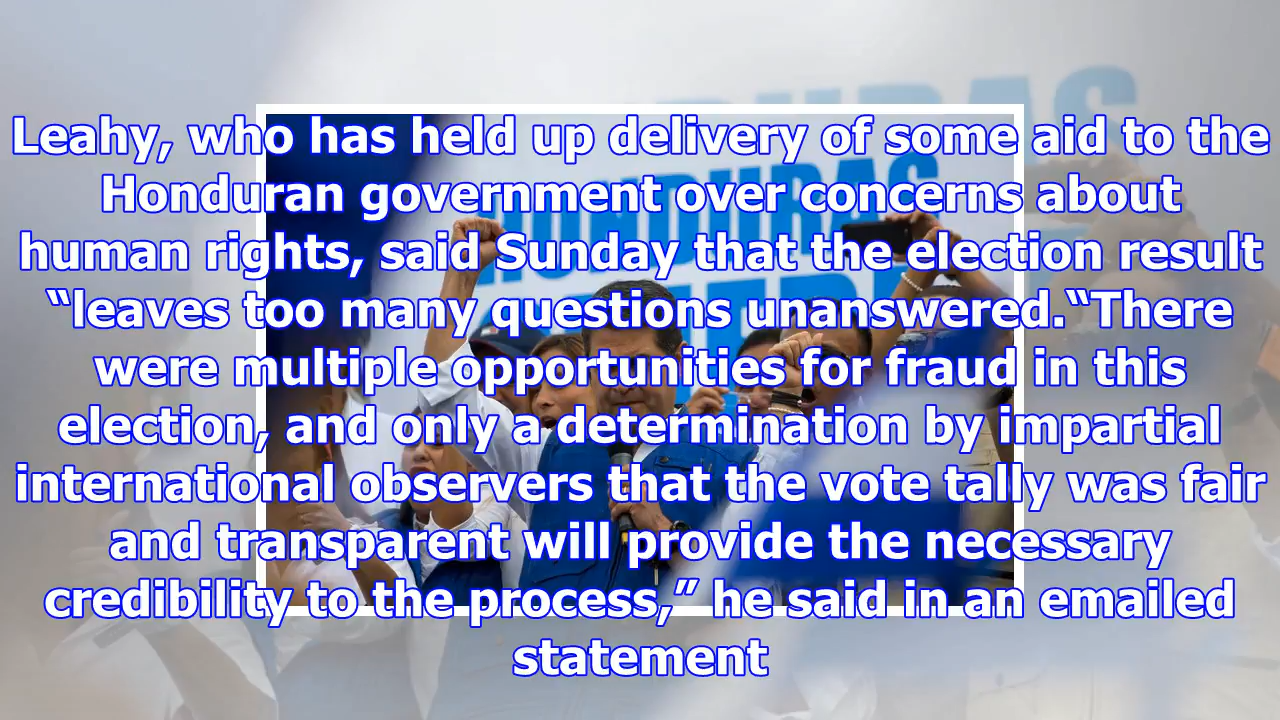 HONDURAS
Leahy, who has held up delivery of some aid to the
Honduran government over concerns about
human rights, said Sunday that the election result
“leaves too many questions unanswered.“There
were multiple opportunities for fraud in this
election, and only a determination by impartial
international observers that the vote tally was fair
and transparent will provide the necessary
credibility to the process,” he said in an emailed
statement